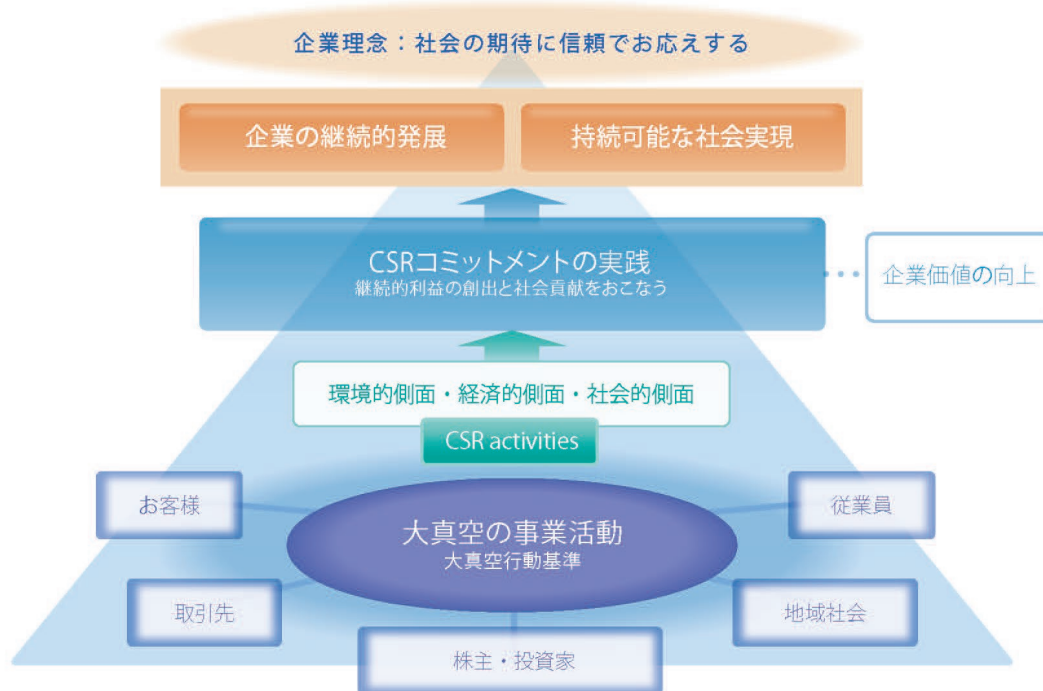 企業理念：社会の期待に信頼でお応えする
企業の継続的発展
持続可能な社会実現
CSRコミットメントの実践
継続的利益の創出と社会貢献をおこなう
企業価値の向上
環境的側面・経済的側面・社会的側面
CSR activities
お客様
従業員
大真空の事業活動
大真空行動基準
取引先
地域社会
株主・投資家